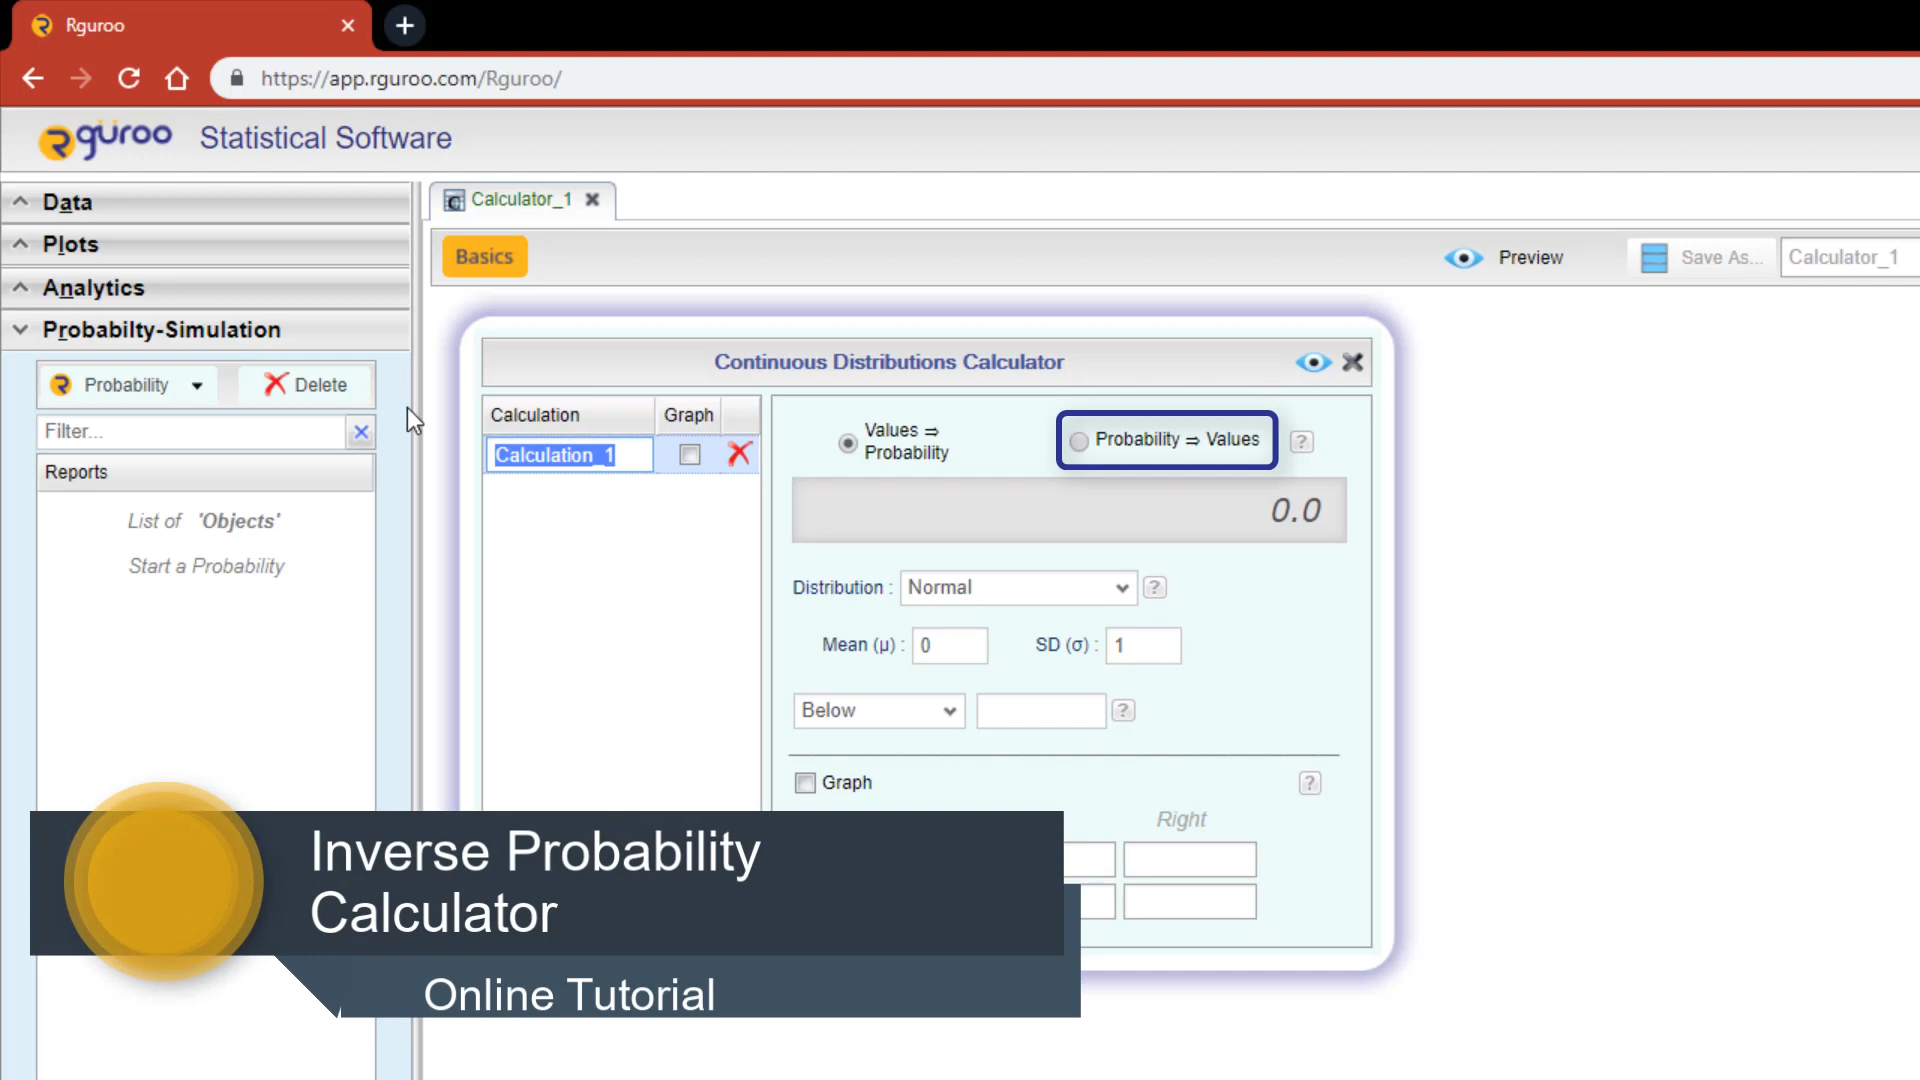 Rguroo
https://app.rguroo.com/Rguroo/
rguroo Statistical Software
Data
Plots
Analytics
Probabilty-Simulation
Probability
Delete
Filter...
Reports
List of 'Objects'
Start a Probability
Calculator_1
Basics
Preview
Save As...
Calculator_1
Continuous Distributions Calculator
Calculation Graph
Calculation_1
Values ⇒
Probability
Probability ⇒ Values ?
0.0
Distribution : Normal ?
Mean (μ) : 0 SD (σ) : 1
Below ?
Graph ?
Right
Inverse Probability
Calculator
Online Tutorial